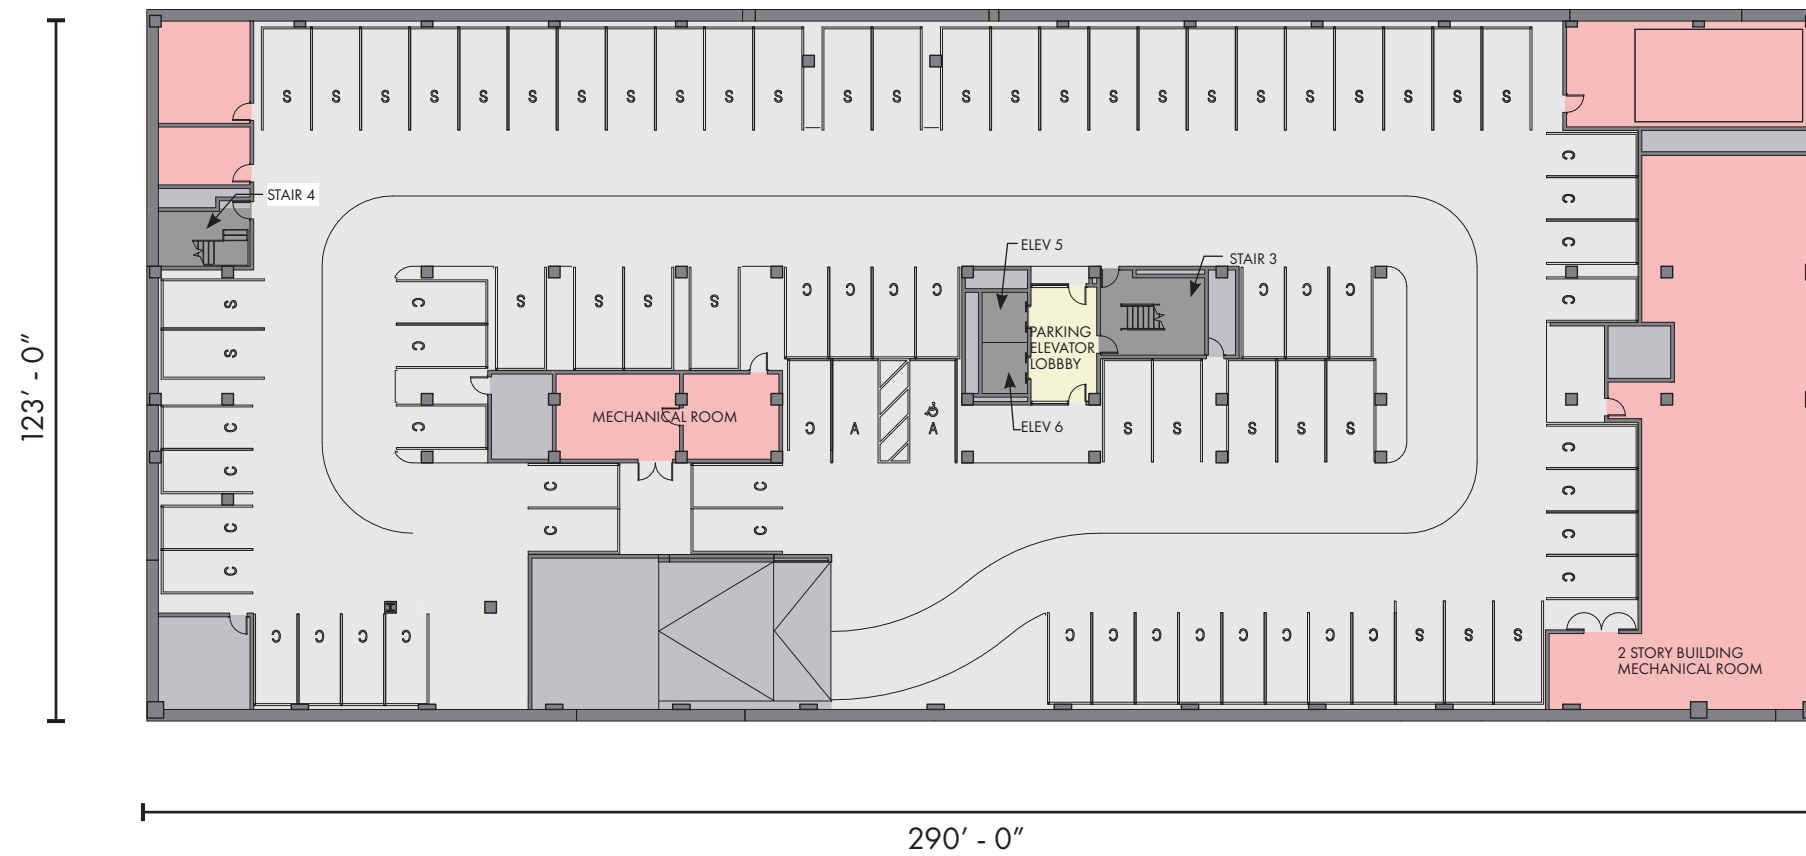 S S S S S S S S S S S S S S S S S S S S S S S S S
C
STAIR 4
C
ELEV 5
C
STAIR 3
S C S S S S C C C C C C C C
123' - 0"
PARKING
ELEVATOR
LOBBBY
S C
MECHANICAL ROOM
C C C A A S S S S S
ELEV 6
C
C C C C
C C C C
C C
C C C C C C C C C C C C S S S
2 STORY BUILDING
MECHANICAL ROOM
290' - 0"